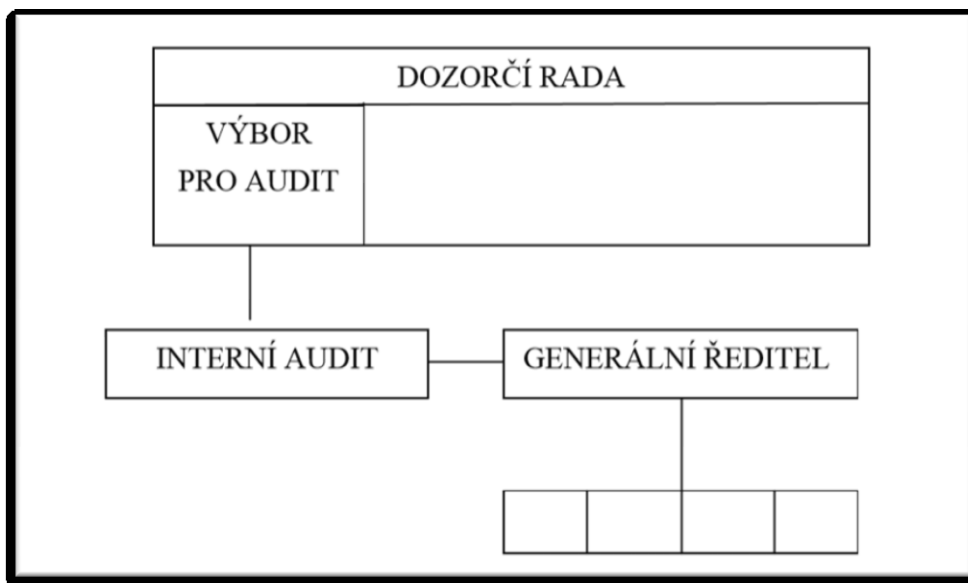 DOZORČÍ RADA
VÝBOR
PRO AUDIT
INTERNÍ AUDIT
GENERÁLNÍ ŘEDITEL